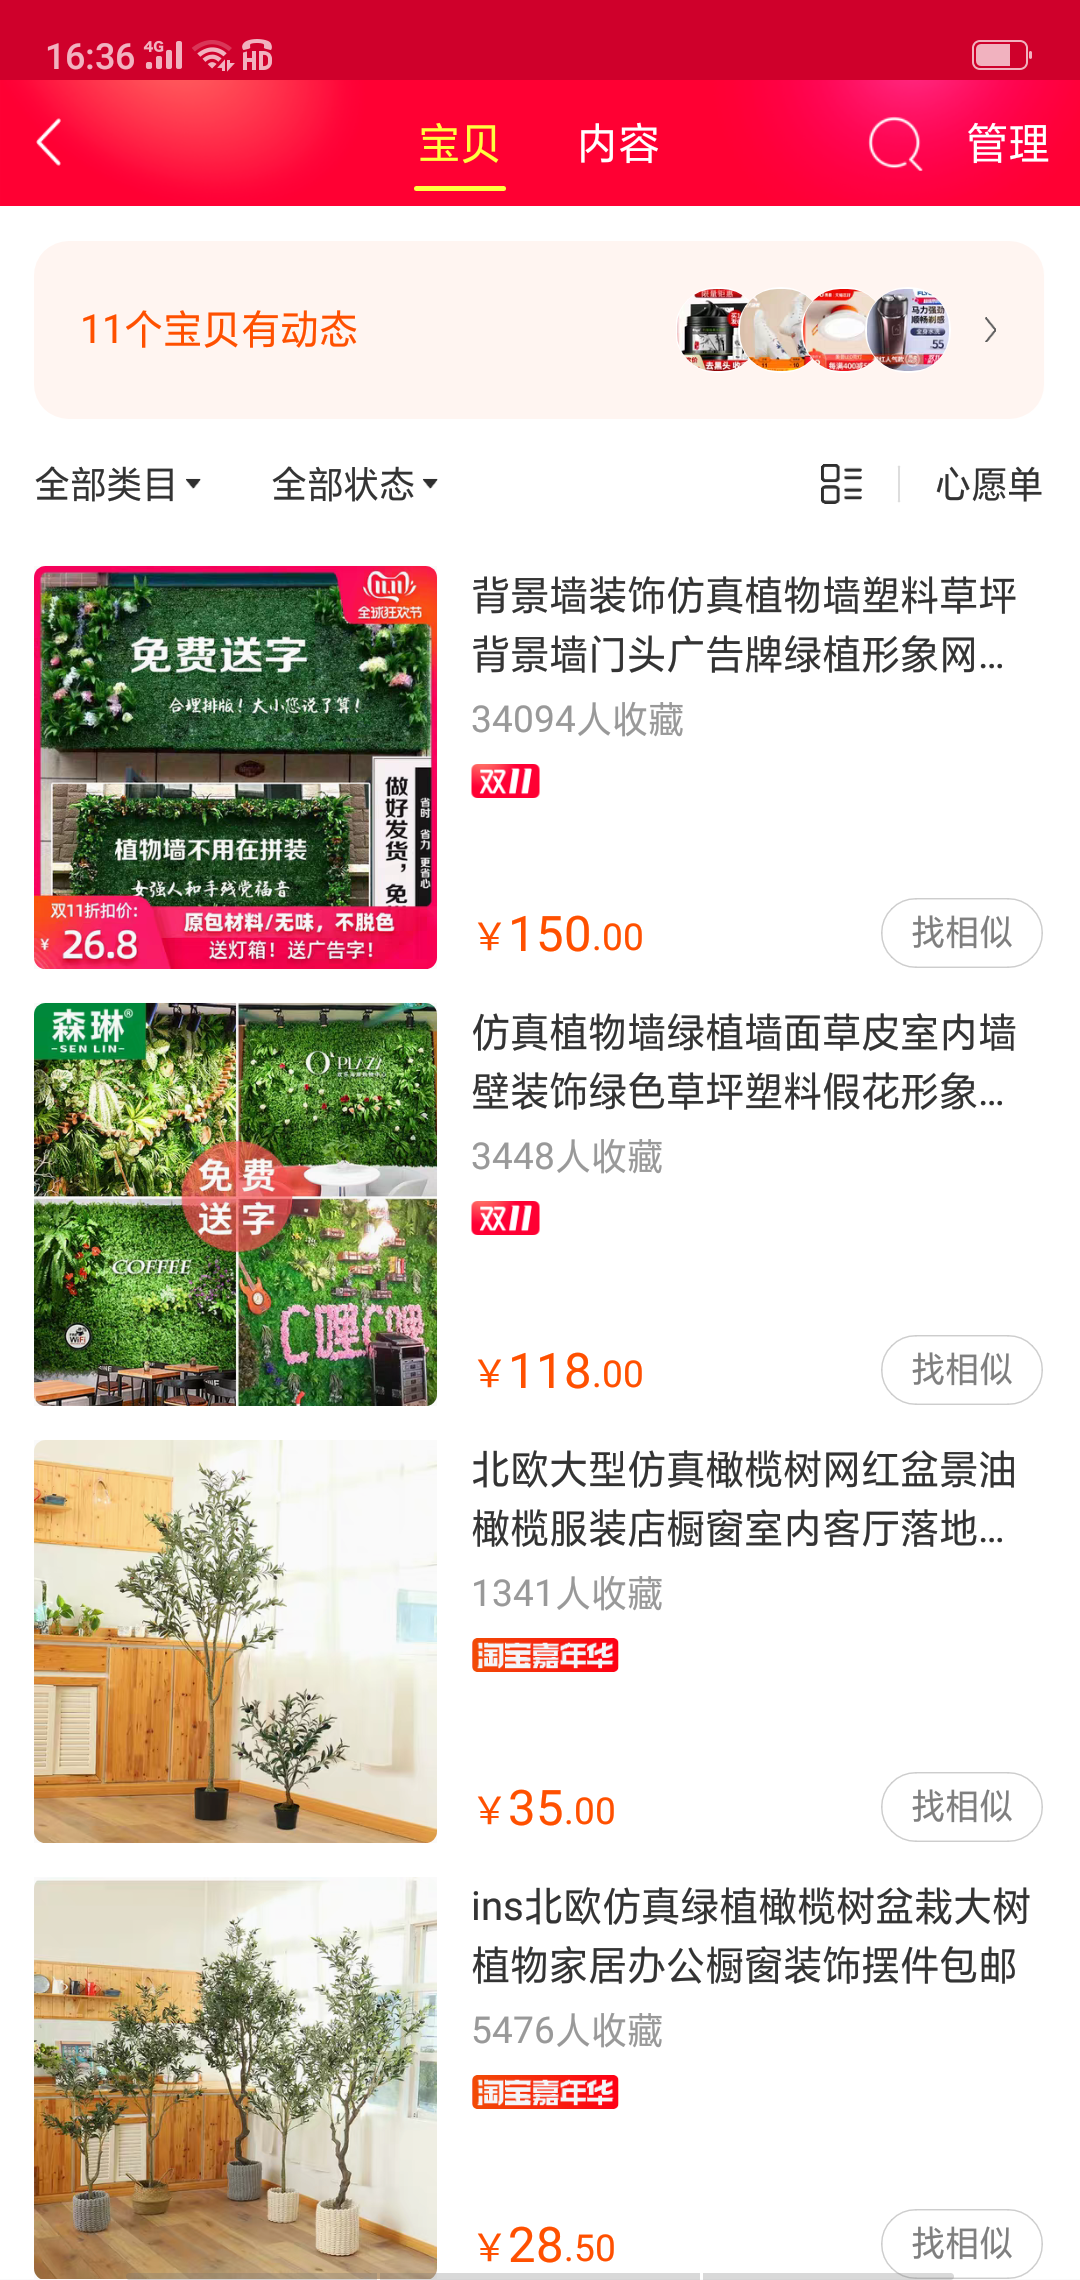 16:36 4G HD
宝贝 内容 管理
11个宝贝有动态
全部类目 全部状态 心愿单
11.11
全球狂欢节
免费送字
合理排版！大小您说了算！
做好发货，免
省时 省力 更省心
植物墙不用在拼装
女强人和手残党福音
双11折扣价:
¥ 26.8
原包材料/无味，不脱色
送灯箱！送广告字！
背景墙装饰仿真植物墙塑料草坪
背景墙门头广告牌绿植形象网...
34094人收藏
双11
¥150.00
找相似
森琳®
-SEN LIN-
O'PLAZA
免费
送字
COFFEE
WiFi
C哩C哩
仿真植物墙绿植墙面草皮室内墙
壁装饰绿色草坪塑料假花形象...
3448人收藏
双11
¥118.00
找相似
北欧大型仿真橄榄树网红盆景油
橄榄服装店橱窗室内客厅落地...
1341人收藏
淘宝嘉年华
¥35.00
找相似
ins北欧仿真绿植橄榄树盆栽大树
植物家居办公橱窗装饰摆件包邮
5476人收藏
淘宝嘉年华
¥28.50
找相似